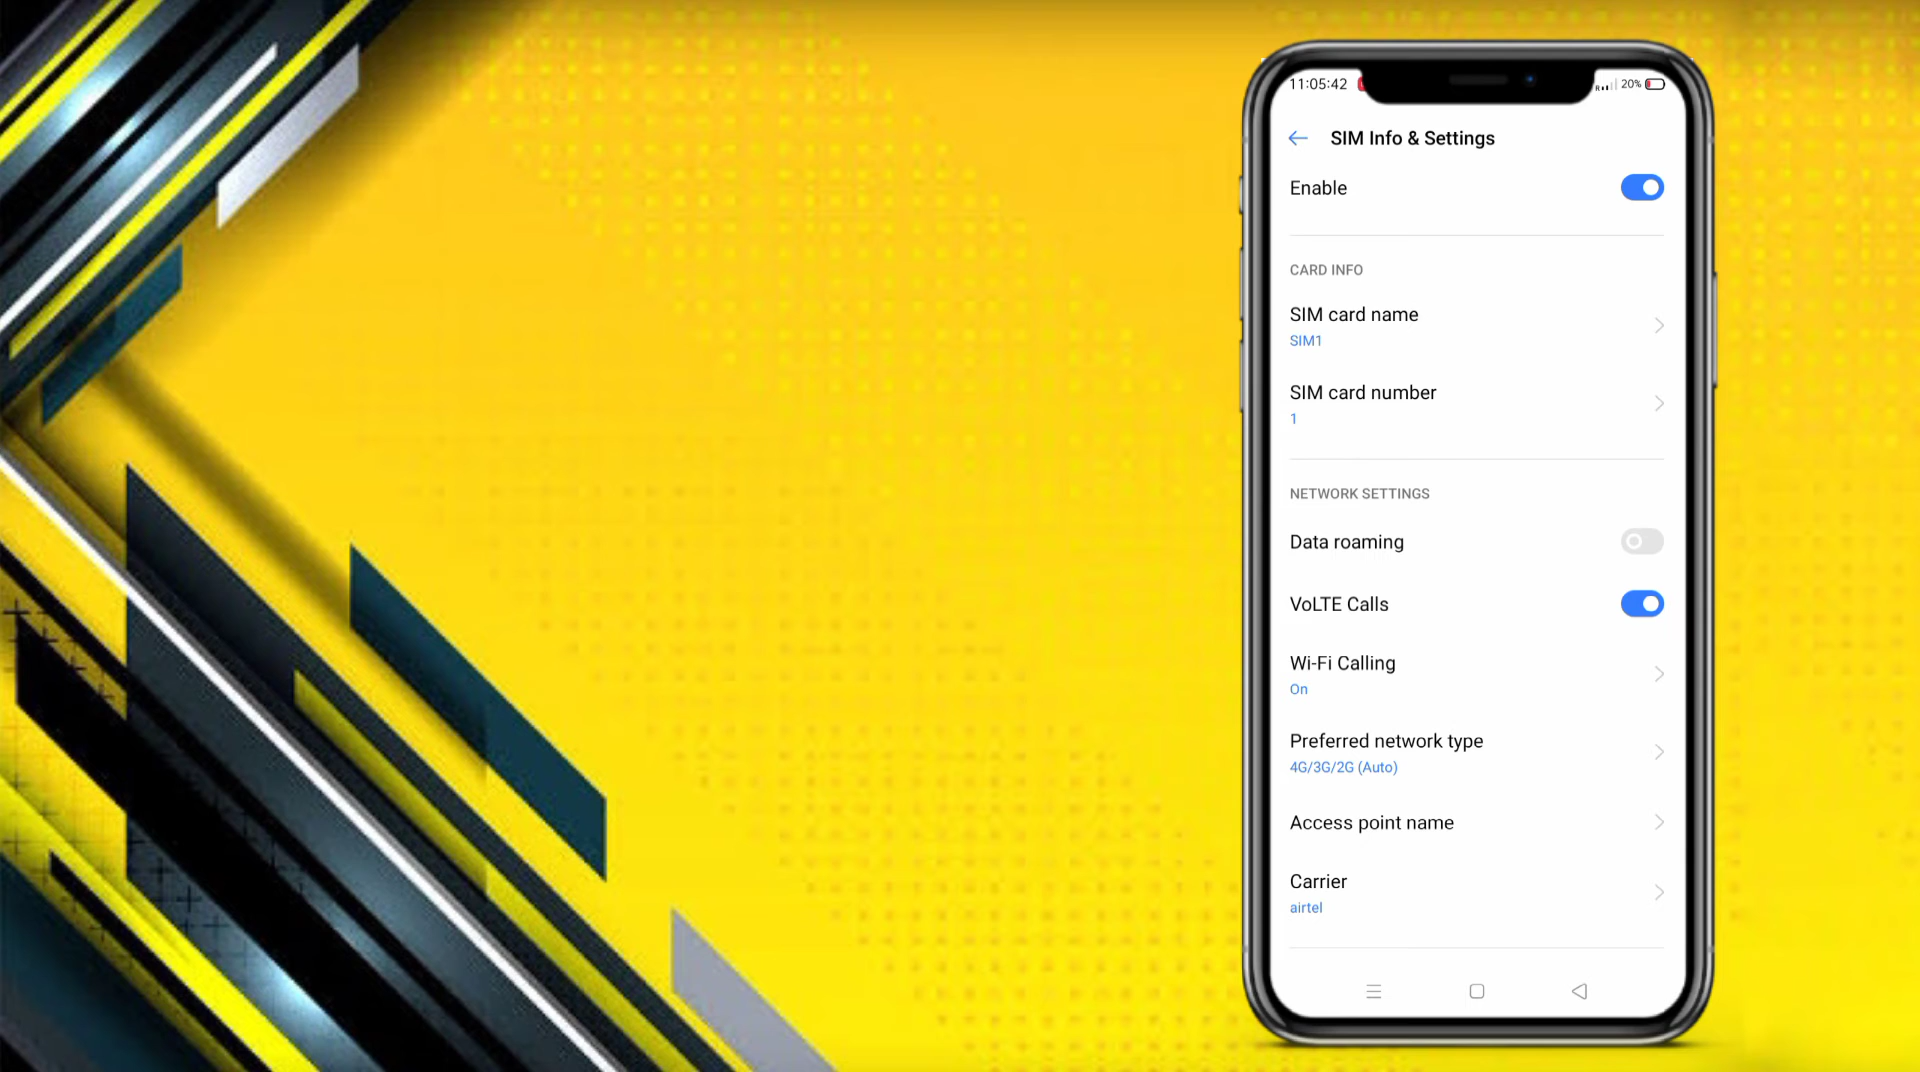 11:05:42
R 20%
SIM Info & Settings
Enable
CARD INFO
SIM card name
SIM1
SIM card number
1
NETWORK SETTINGS
Data roaming
VoLTE Calls
Wi-Fi Calling
On
Preferred network type
4G/3G/2G (Auto)
Access point name
Carrier
airtel